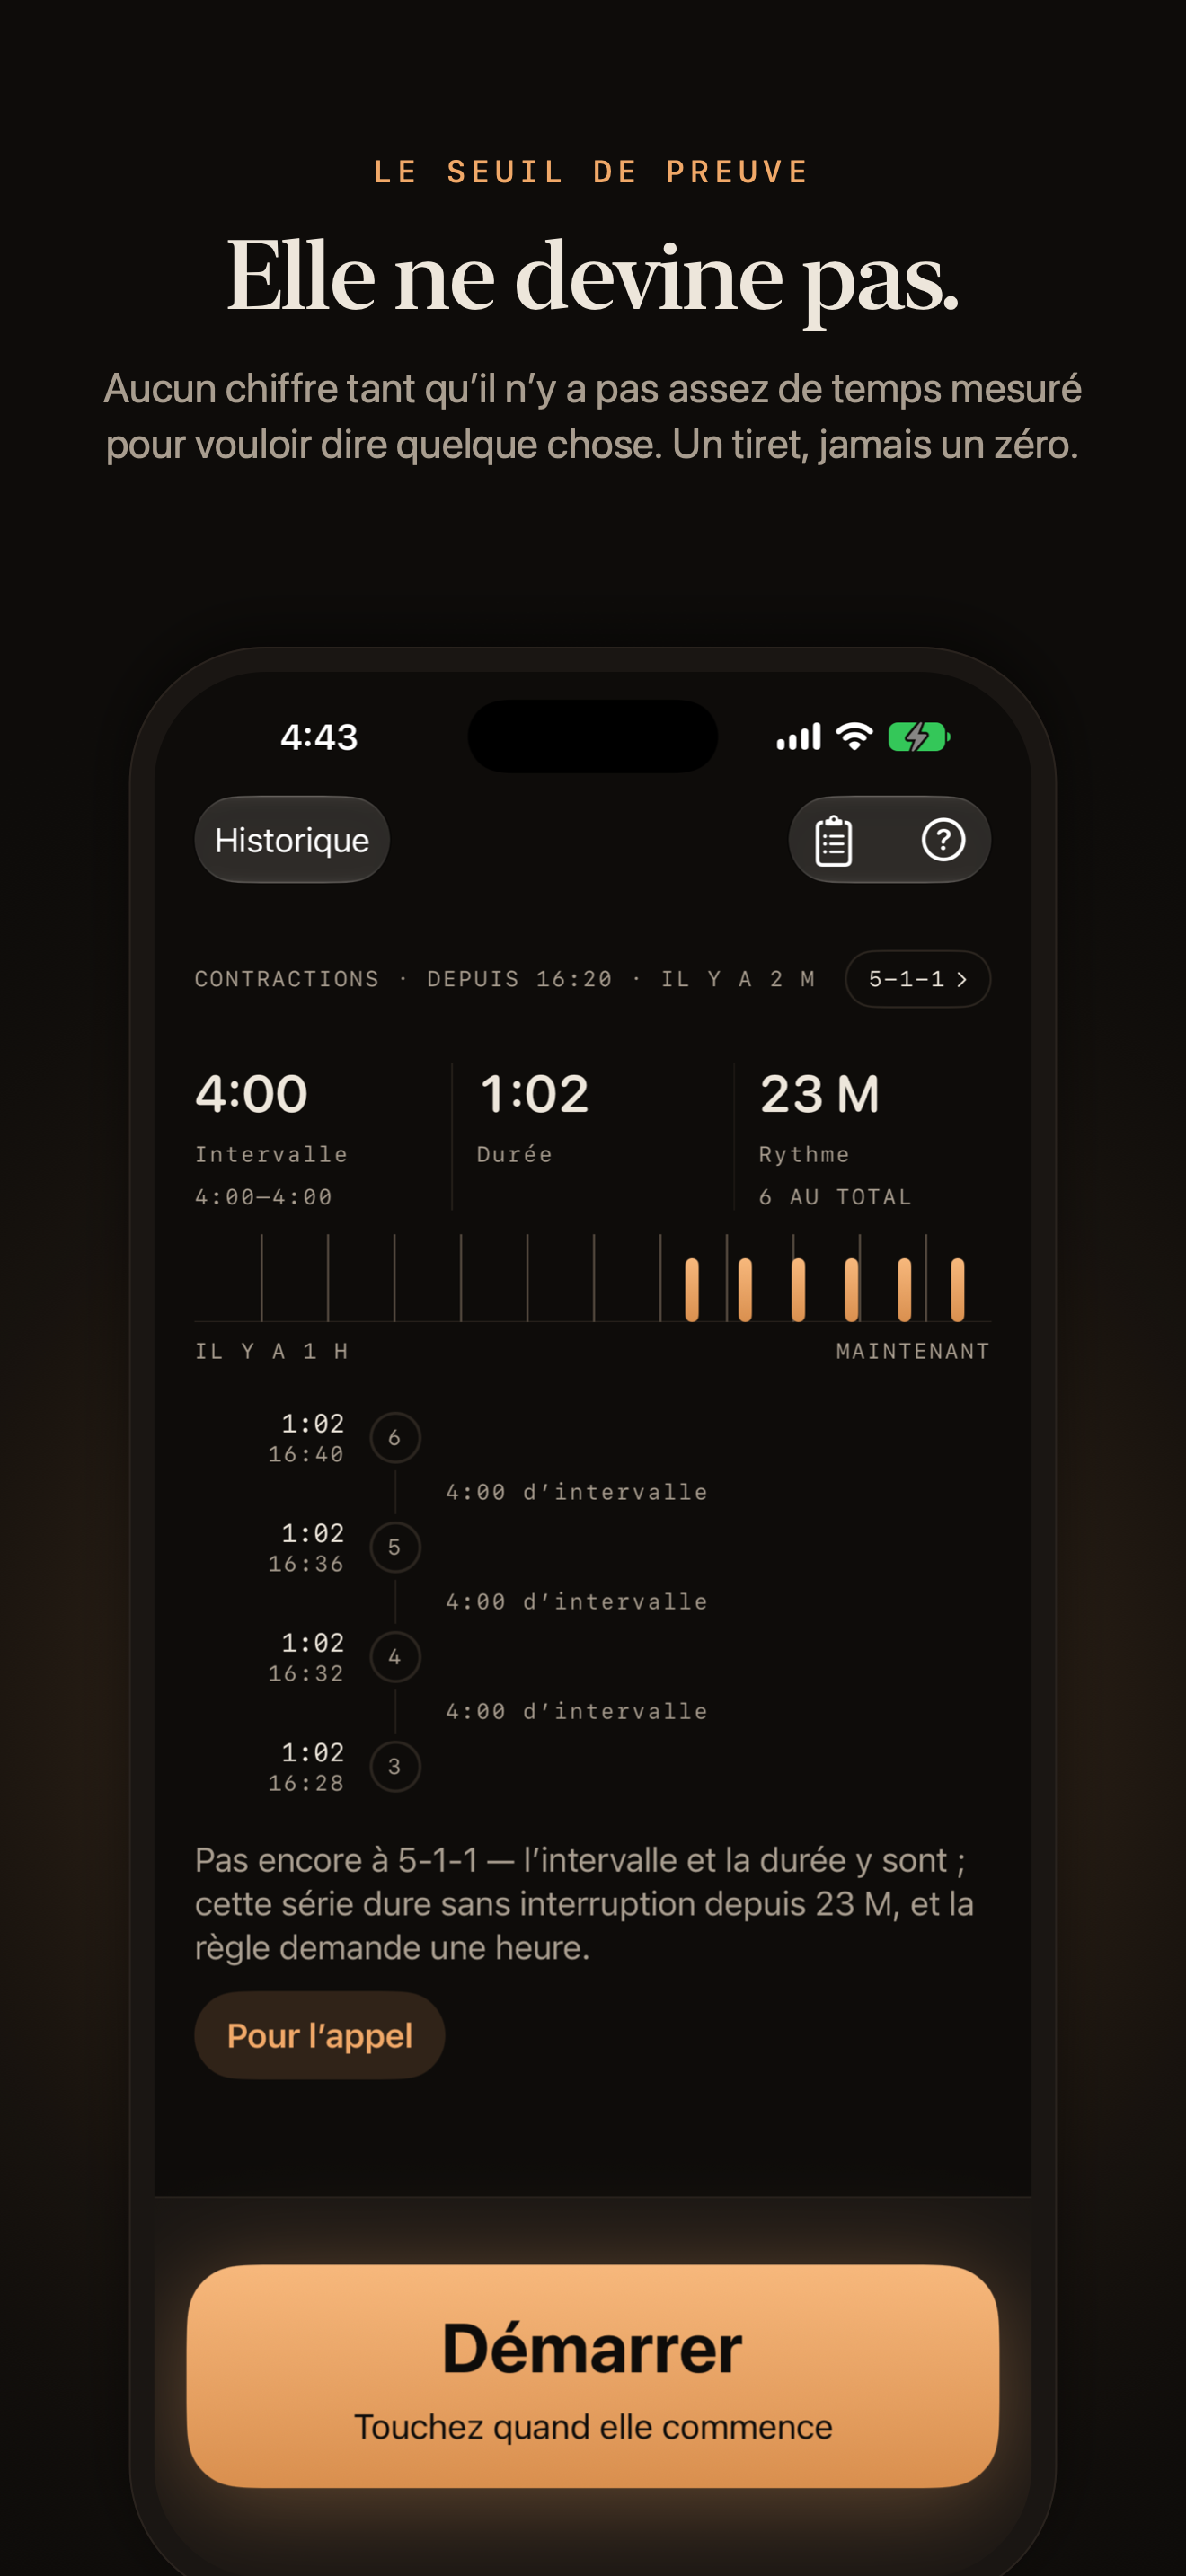 LE SEUIL DE PREUVE
Elle ne devine pas.
Aucun chiffre tant qu’il n’y a pas assez de temps mesuré
pour vouloir dire quelque chose. Un tiret, jamais un zéro.
4:43
Historique
?
CONTRACTIONS · DEPUIS 16:20 · IL Y A 2 M
5–1–1 >
4:00
1:02
23 M
Intervalle
Durée
Rythme
4:00–4:00
6 AU TOTAL
IL Y A 1 H
MAINTENANT
1:02
16:40
6
4:00 d’intervalle
1:02
16:36
5
4:00 d’intervalle
1:02
16:32
4
4:00 d’intervalle
1:02
16:28
3
Pas encore à 5-1-1 — l’intervalle et la durée y sont ;
cette série dure sans interruption depuis 23 M, et la
règle demande une heure.
Pour l’appel
Démarrer
Touchez quand elle commence